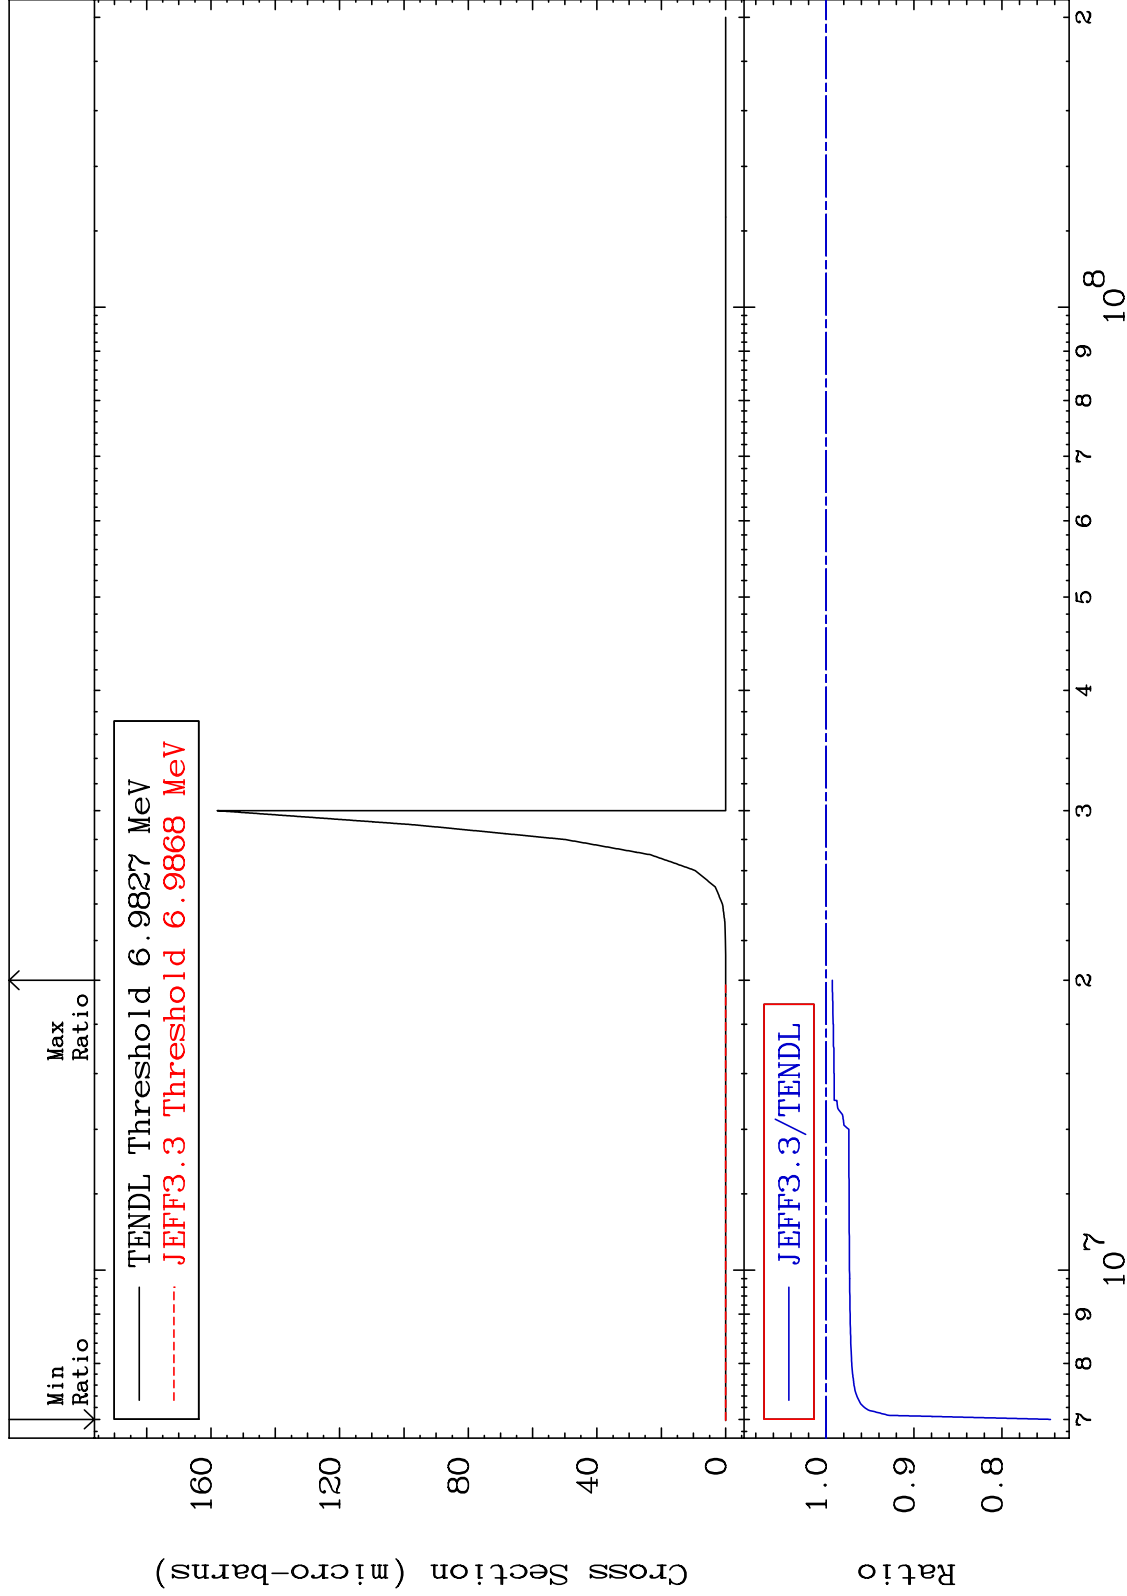 Min
Ratio
Max
Ratio
TENDL Threshold 6.9827 MeV
JEFF3.3 Threshold 6.9868 MeV
Cross Section (micro-barns)
160
120
80
40
0
JEFF3.3/TENDL
Ratio
1.0
0.9
0.8
7 8 9 2 3 4 5 6 7 8 9 2
10^7 10^8